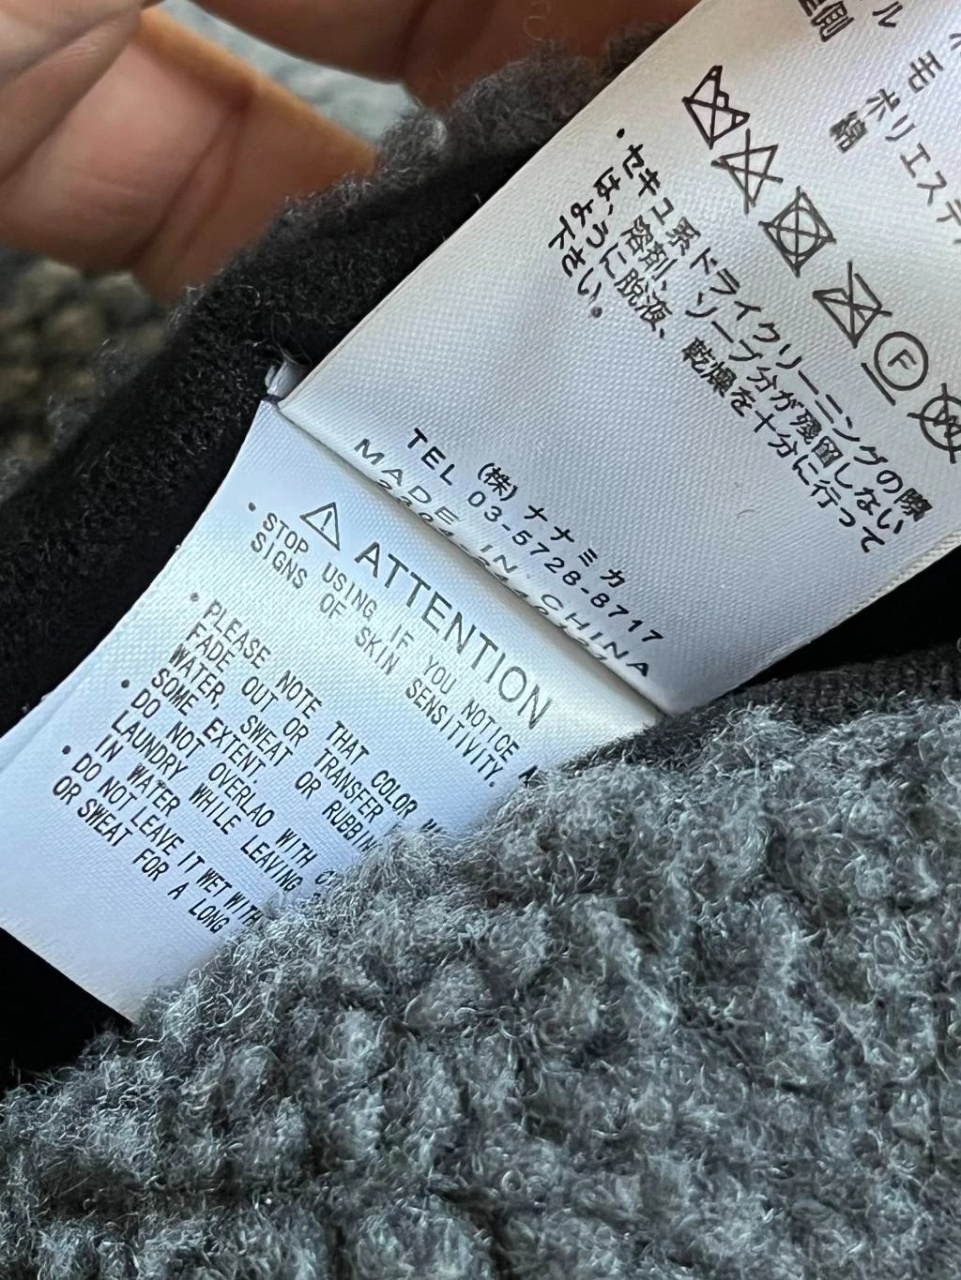 毛 ポリエステ
綿
F
W
・セキユ系ドライクリーニングの際
は、溶剤、ソープ分が残留しない
ように脱液、乾燥を十分に行って
下さい。
(株) ナナミカ
TEL 03-5728-8717
MADE IN CHINA
ATTENTION
・STOP USING IF YOU NOTICE
SIGNS OF SKIN SENSITIVITY.
・PLEASE NOTE THAT COLOR
FADE OUT OR TRANSFER
WATER, SWEAT OR RUBBIN
SOME EXTENT.
・DO NOT OVERLAO WITH
LAUNDRY WHILE LEAVING
IN WATER
・DO NOT LEAVE IT WET WITH
OR SWEAT FOR A LONG